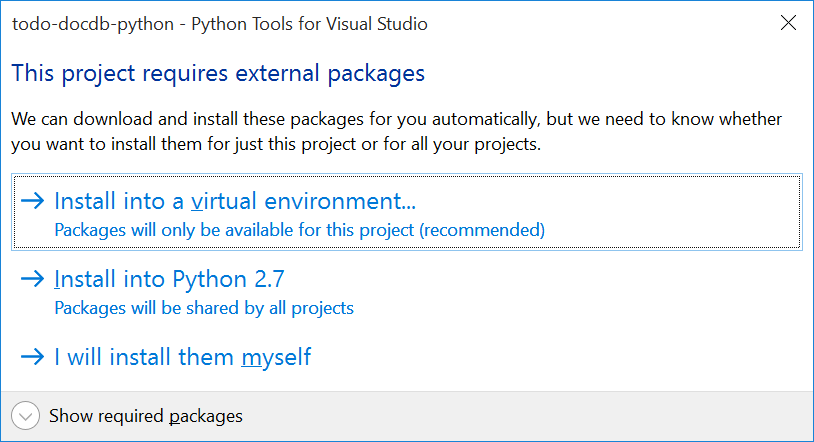 todo-docdb-python - Python Tools for Visual Studio
This project requires external packages
We can download and install these packages for you automatically, but we need to know whether
you want to install them for just this project or for all your projects.
Install into a virtual environment...
Packages will only be available for this project (recommended)
Install into Python 2.7
Packages will be shared by all projects
I will install them myself
Show required packages